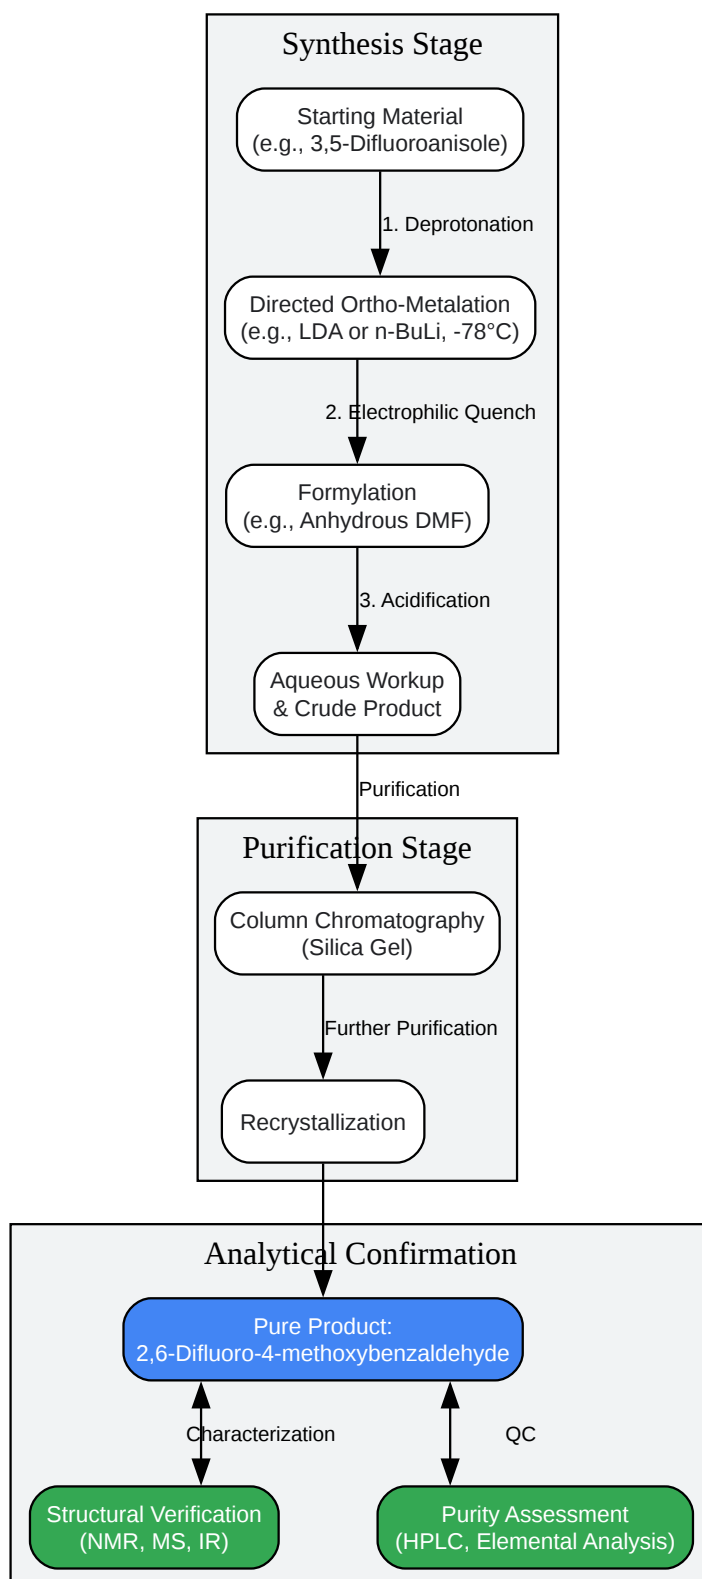 Synthesis Stage
Starting Material
(e.g., 3,5-Difluoroanisole)
1. Deprotonation
Directed Ortho-Metalation
(e.g., LDA or n-BuLi, -78°C)
2. Electrophilic Quench
Formylation
(e.g., Anhydrous DMF)
3. Acidification
Aqueous Workup
& Crude Product
Purification
Purification Stage
Column Chromatography
(Silica Gel)
Further Purification
Recrystallization
Analytical Confirmation
Pure Product:
2,6-Difluoro-4-methoxybenzaldehyde
Characterization
QC
Structural Verification
(NMR, MS, IR)
Purity Assessment
(HPLC, Elemental Analysis)